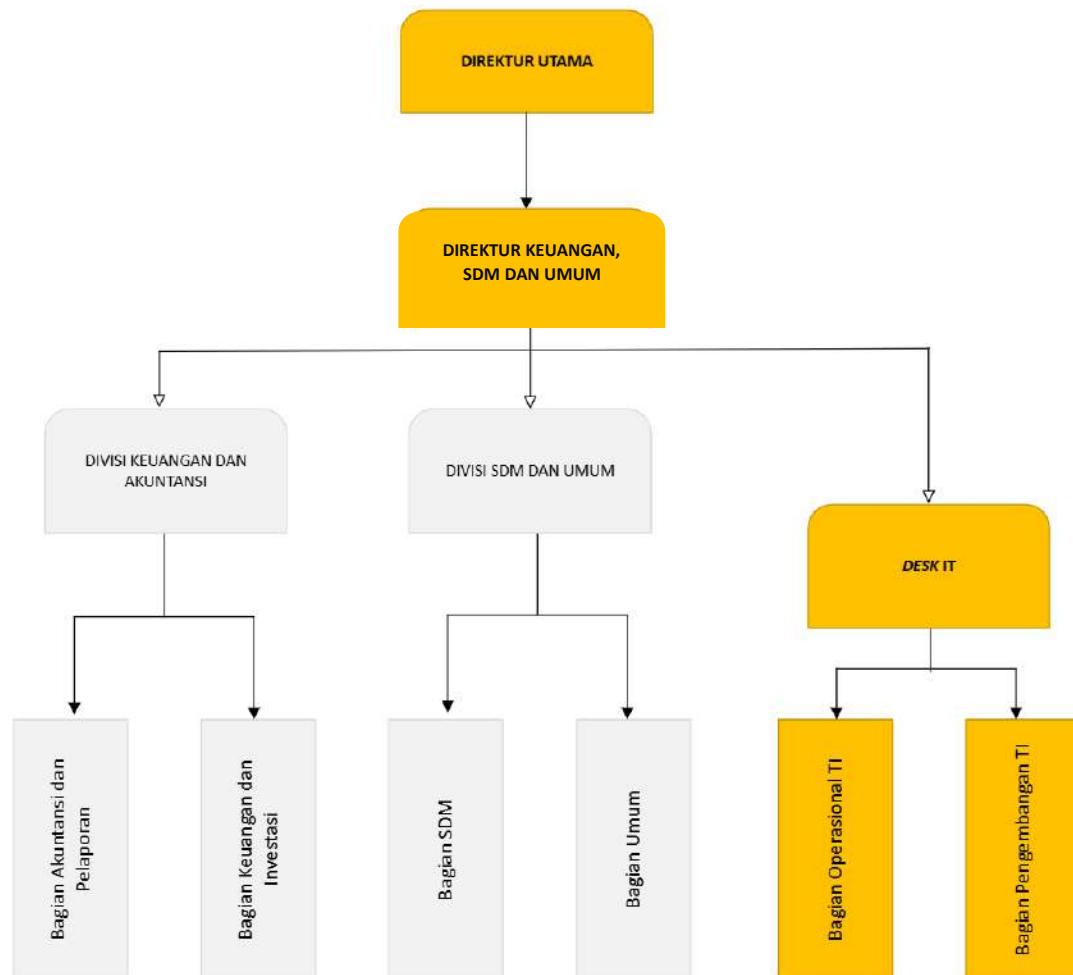 DIREKTUR UTAMA
DIREKTUR KEUANGAN,
SDM DAN UMUM
DIVISI KEUANGAN DAN
AKUNTANSI
DIVISI SDM DAN UMUM
DESK IT
Bagian Akuntansi dan
Pelaporan
Bagian Keuangan dan
Investasi
Bagian SDM
Bagian Umum
Bagian Operasional TI
Bagian Pengembangan TI